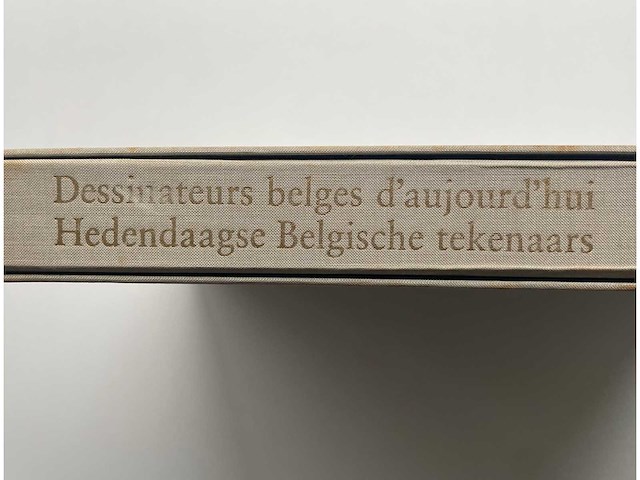 Dessinateurs belges d'aujourd'hui
Hedendaagse Belgische tekenaars